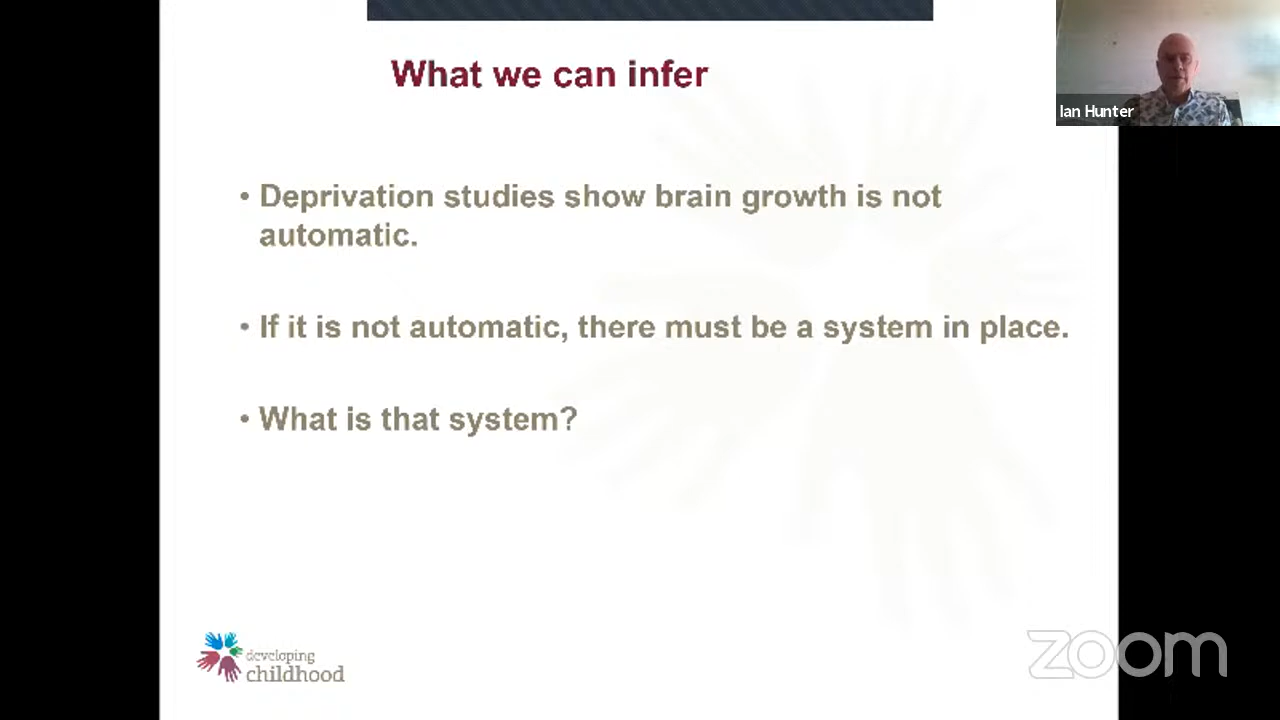 What we can infer
Ian Hunter
• Deprivation studies show brain growth is not
automatic.
• If it is not automatic, there must be a system in place.
• What is that system?
developing
childhood
zoom